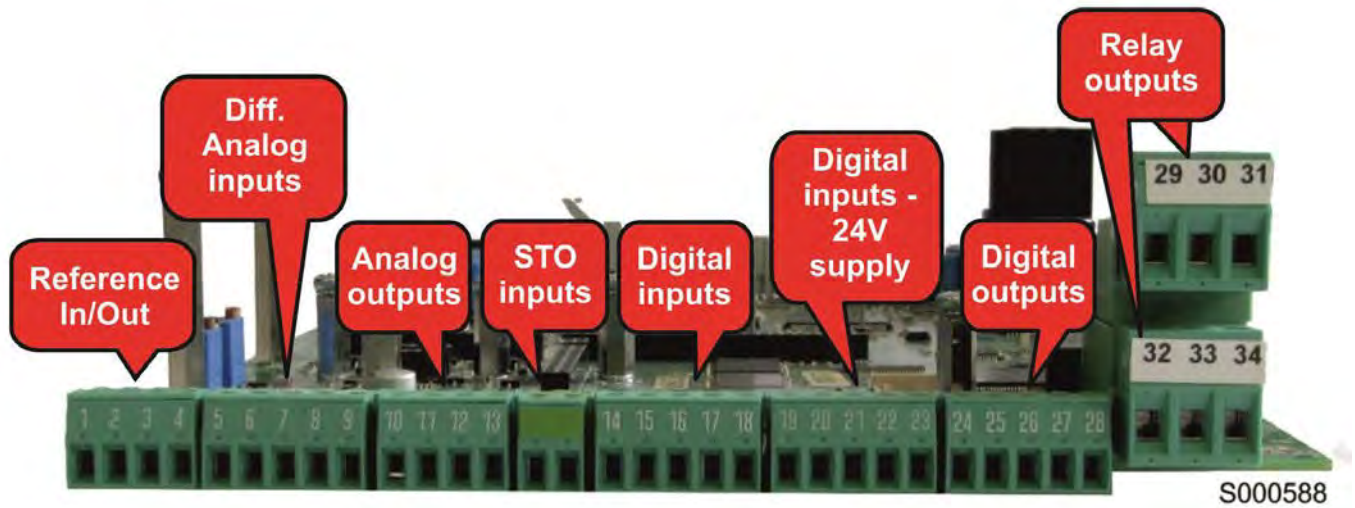 Relay
outputs
Diff.
Analog
inputs
Digital
inputs -
24V
supply
29 30 31
Reference
In/Out
Analog
outputs
STO
inputs
Digital
inputs
Digital
outputs
32 33 34
1 2 3 4
5 6 7 8 9
10 11 12 13
14 15 16 17 18
19 20 21 22 23
24 25 26 27 28
S000588